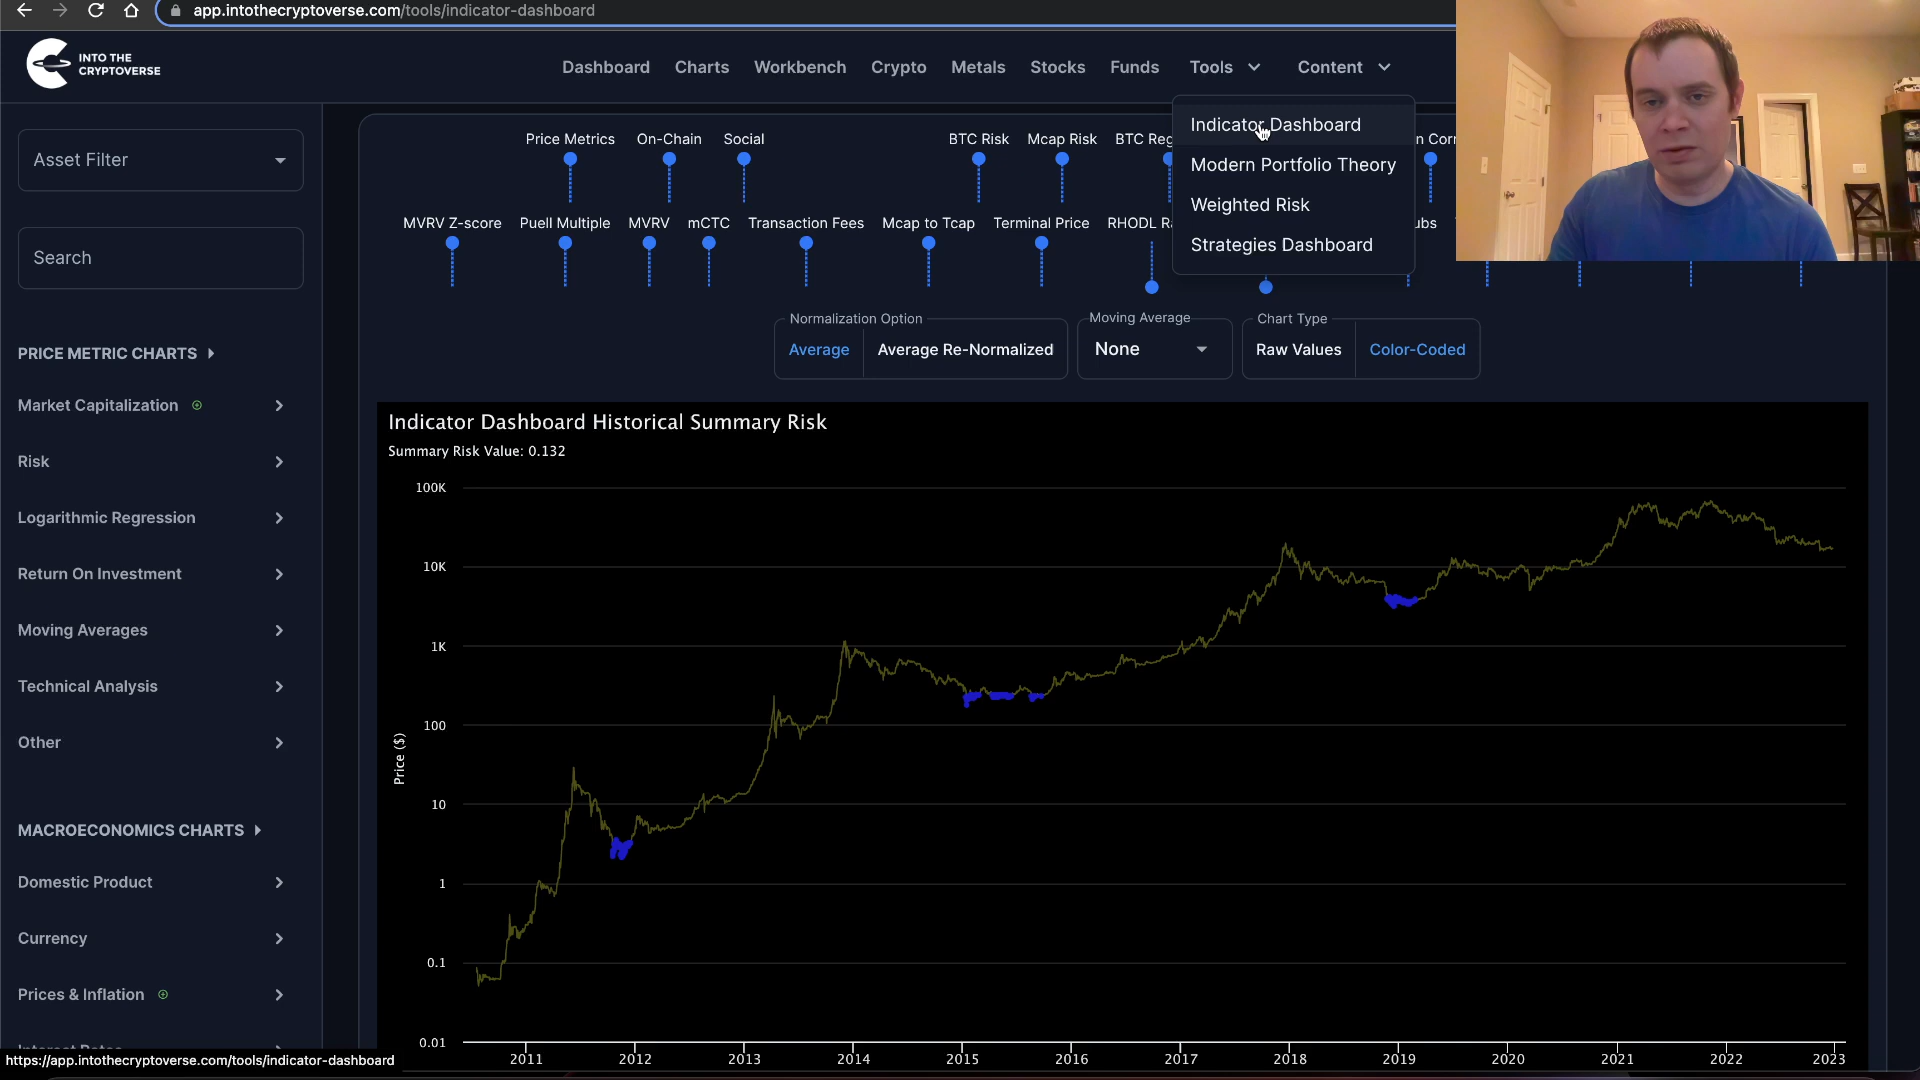 app.intothecryptoverse.com/tools/indicator-dashboard
INTO THE
CRYPTOVERSE
Dashboard Charts Workbench Crypto Metals Stocks Funds Tools Content
Indicator Dashboard
Modern Portfolio Theory
Weighted Risk
Strategies Dashboard
Asset Filter
Search
PRICE METRIC CHARTS
Market Capitalization
Risk
Logarithmic Regression
Return On Investment
Moving Averages
Technical Analysis
Other
MACROECONOMICS CHARTS
Domestic Product
Currency
Prices & Inflation
Price Metrics On-Chain Social BTC Risk Mcap Risk BTC Reg
MVRV Z-score Puell Multiple MVRV mCTC Transaction Fees Mcap to Tcap Terminal Price RHODL
Normalization Option Moving Average Chart Type
Average Average Re-Normalized None Raw Values Color-Coded
Indicator Dashboard Historical Summary Risk
Summary Risk Value: 0.132
100K
10K
1K
100
10
1
0.1
0.01
Price ($)
2011 2012 2013 2014 2015 2016 2017 2018 2019 2020 2021 2022 2023
https://app.intothecryptoverse.com/tools/indicator-dashboard